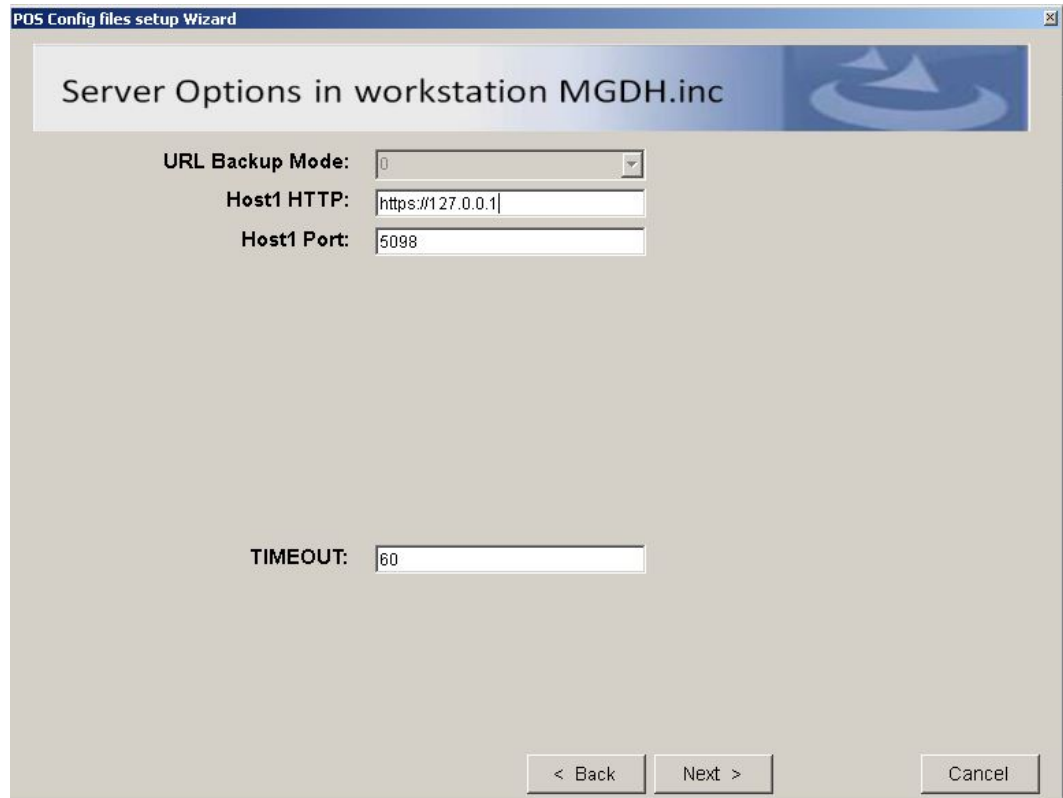 POS Config files setup Wizard
Server Options in workstation MGDH.inc
URL Backup Mode: 0
Host1 HTTP: https://127.0.0.1
Host1 Port: 5098
TIMEOUT: 60
< Back Next > Cancel